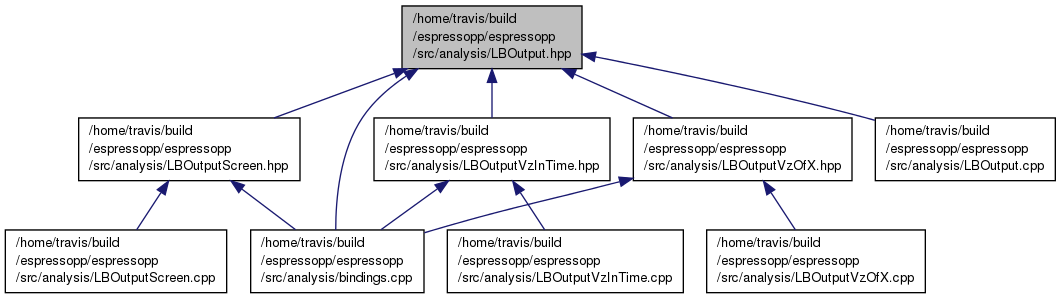 /home/travis/build
/espressopp/espressopp
/src/analysis/LBOutput.hpp
/home/travis/build
/espressopp/espressopp
/src/analysis/LBOutputScreen.hpp
/home/travis/build
/espressopp/espressopp
/src/analysis/LBOutputVzInTime.hpp
/home/travis/build
/espressopp/espressopp
/src/analysis/LBOutputVzOfX.hpp
/home/travis/build
/espressopp/espressopp
/src/analysis/LBOutput.cpp
/home/travis/build
/espressopp/espressopp
/src/analysis/LBOutputScreen.cpp
/home/travis/build
/espressopp/espressopp
/src/analysis/bindings.cpp
/home/travis/build
/espressopp/espressopp
/src/analysis/LBOutputVzInTime.cpp
/home/travis/build
/espressopp/espressopp
/src/analysis/LBOutputVzOfX.cpp